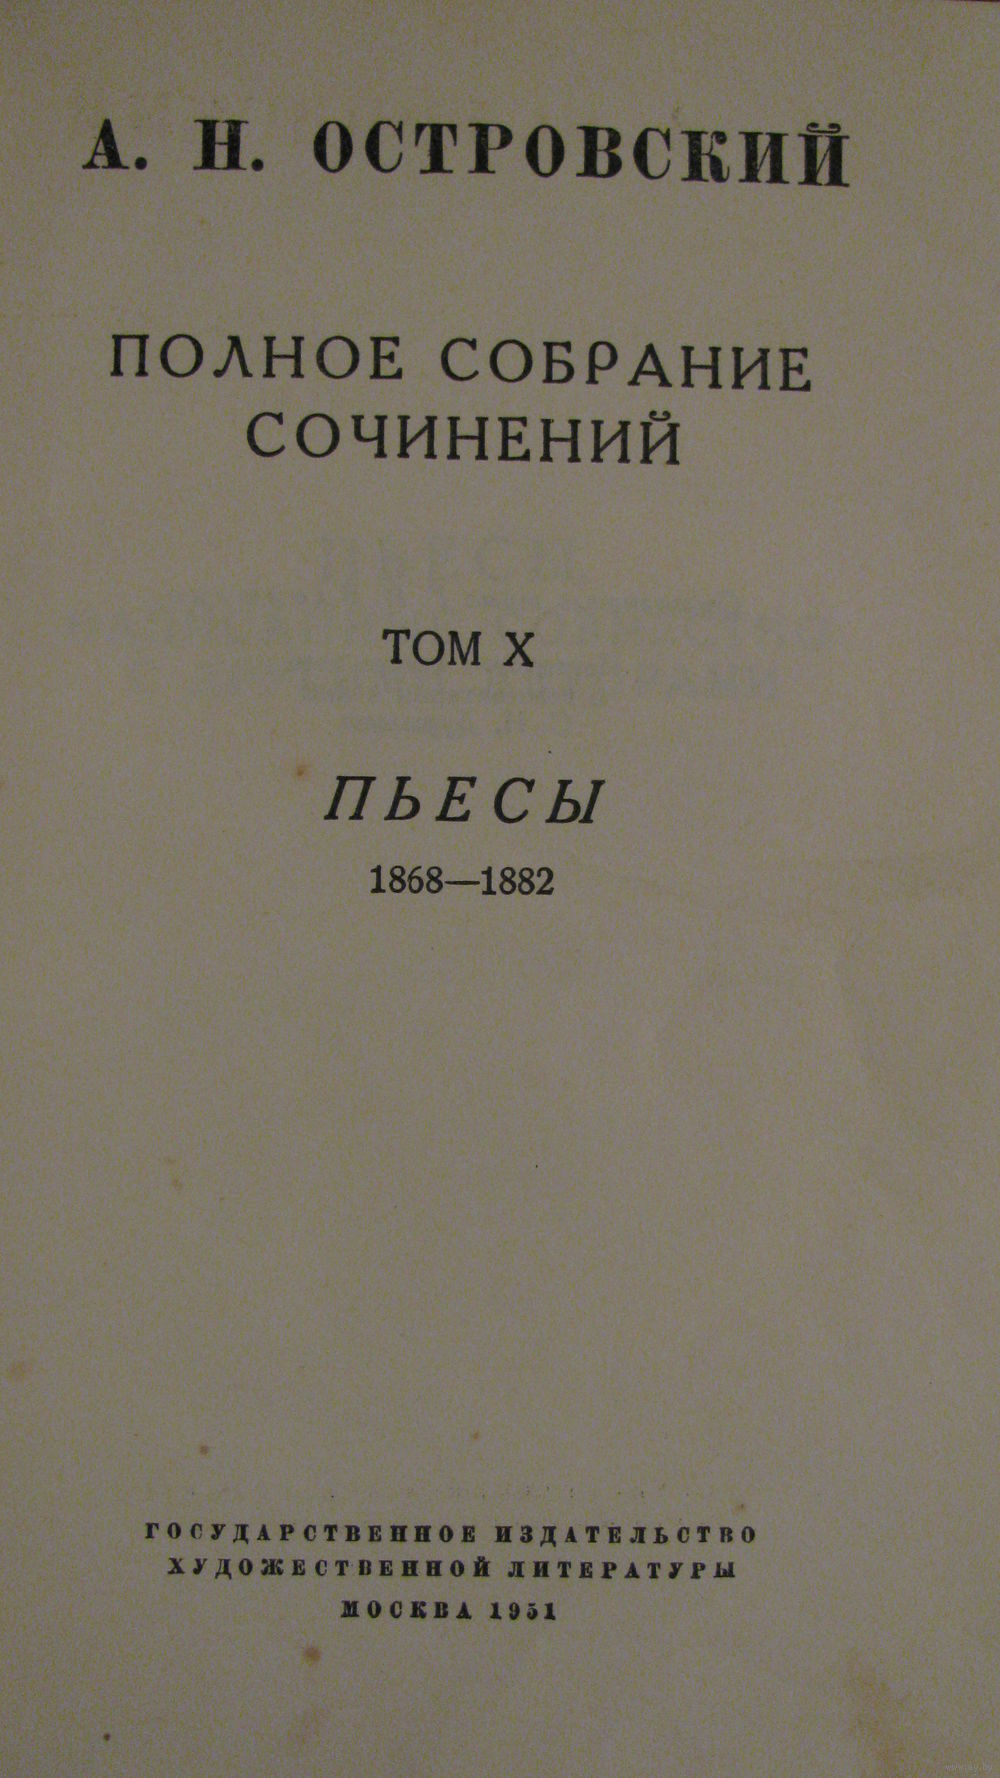 А. Н. ОСТРОВСКИЙ
ПОЛНОЕ СОБРАНИЕ
СОЧИНЕНИЙ
ТОМ X
ПЬЕСЫ
1868—1882
ГОСУДАРСТВЕННОЕ ИЗДАТЕЛЬСТВО
ХУДОЖЕСТВЕННОЙ ЛИТЕРАТУРЫ
МОСКВА 1951